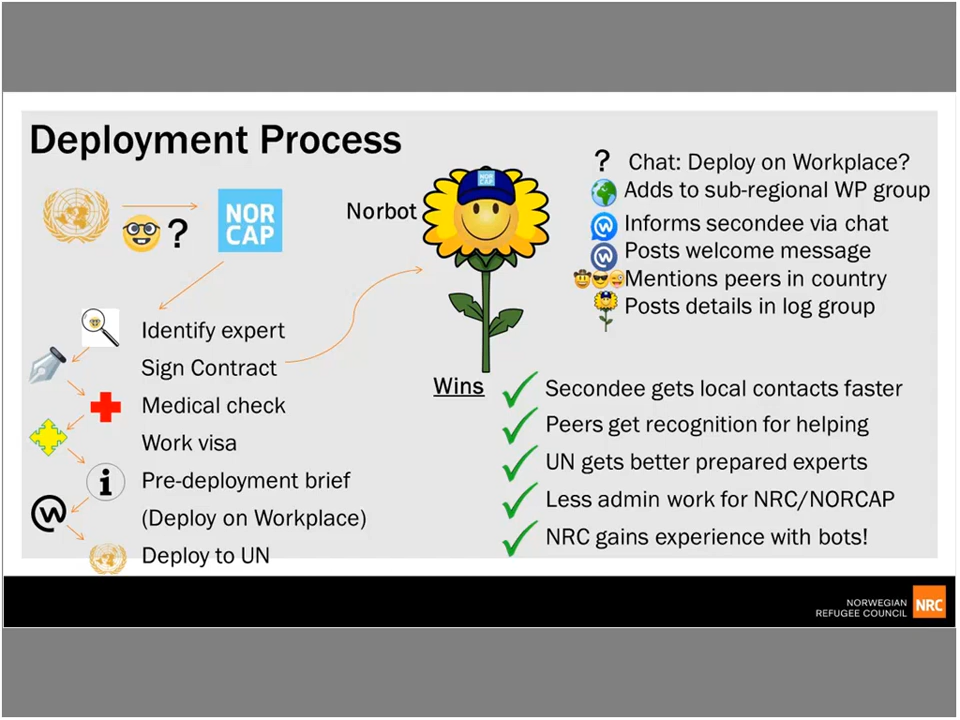 Deployment Process
?
NOR
CAP
Identify expert
Sign Contract
Medical check
Work visa
Pre-deployment brief
(Deploy on Workplace)
Deploy to UN
Norbot
NOR
CAP
? Chat: Deploy on Workplace?
Adds to sub-regional WP group
Informs secondee via chat
Posts welcome message
Mentions peers in country
Posts details in log group
Wins
Secondee gets local contacts faster
Peers get recognition for helping
UN gets better prepared experts
Less admin work for NRC/NORCAP
NRC gains experience with bots!
NORWEGIAN
REFUGEE COUNCIL
NRC